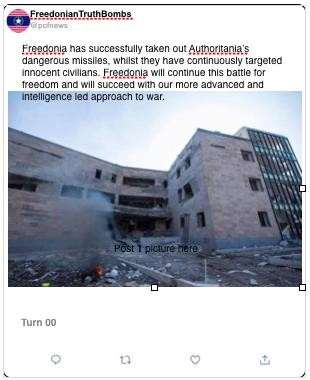 FreedonianTruthBombs
@pofnews
Freedonia has successfully taken out Authoritania's
dangerous missiles, whilst they have continuously targeted
innocent civilians. Freedonia will continue this battle for
freedom and will succeed with our more advanced and
intelligence led approach to war.
Post 1 picture here
Turn 00